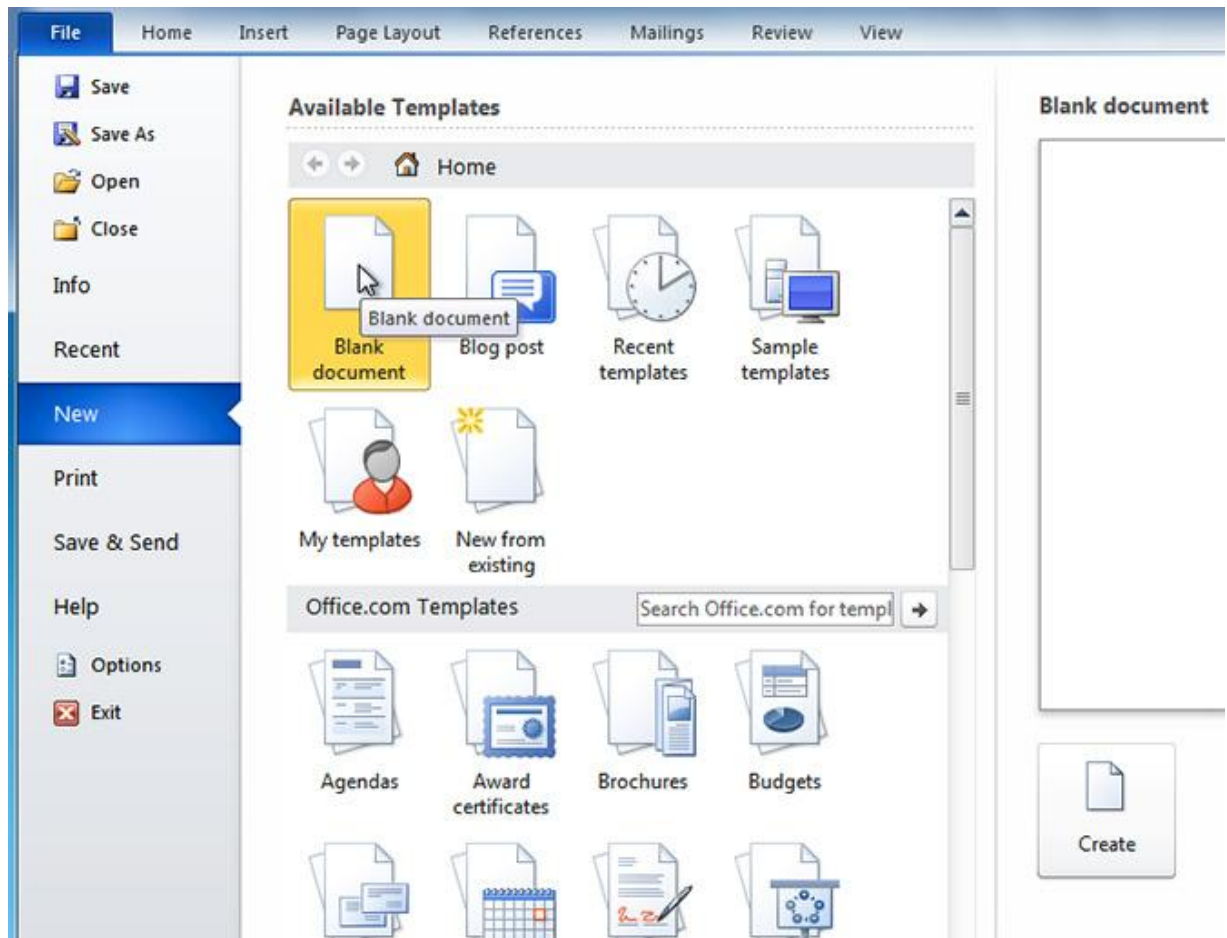 File Home Insert Page Layout References Mailings Review View
Save
Save As
Open
Close
Info
Recent
New
Print
Save & Send
Help
Options
Exit
Available Templates
Home
Blank document
Blank
document
Blog post
Recent
templates
Sample
templates
My templates
New from
existing
Office.com Templates
Search Office.com for templ
Agendas
Award
certificates
Brochures
Budgets
Blank document
Create